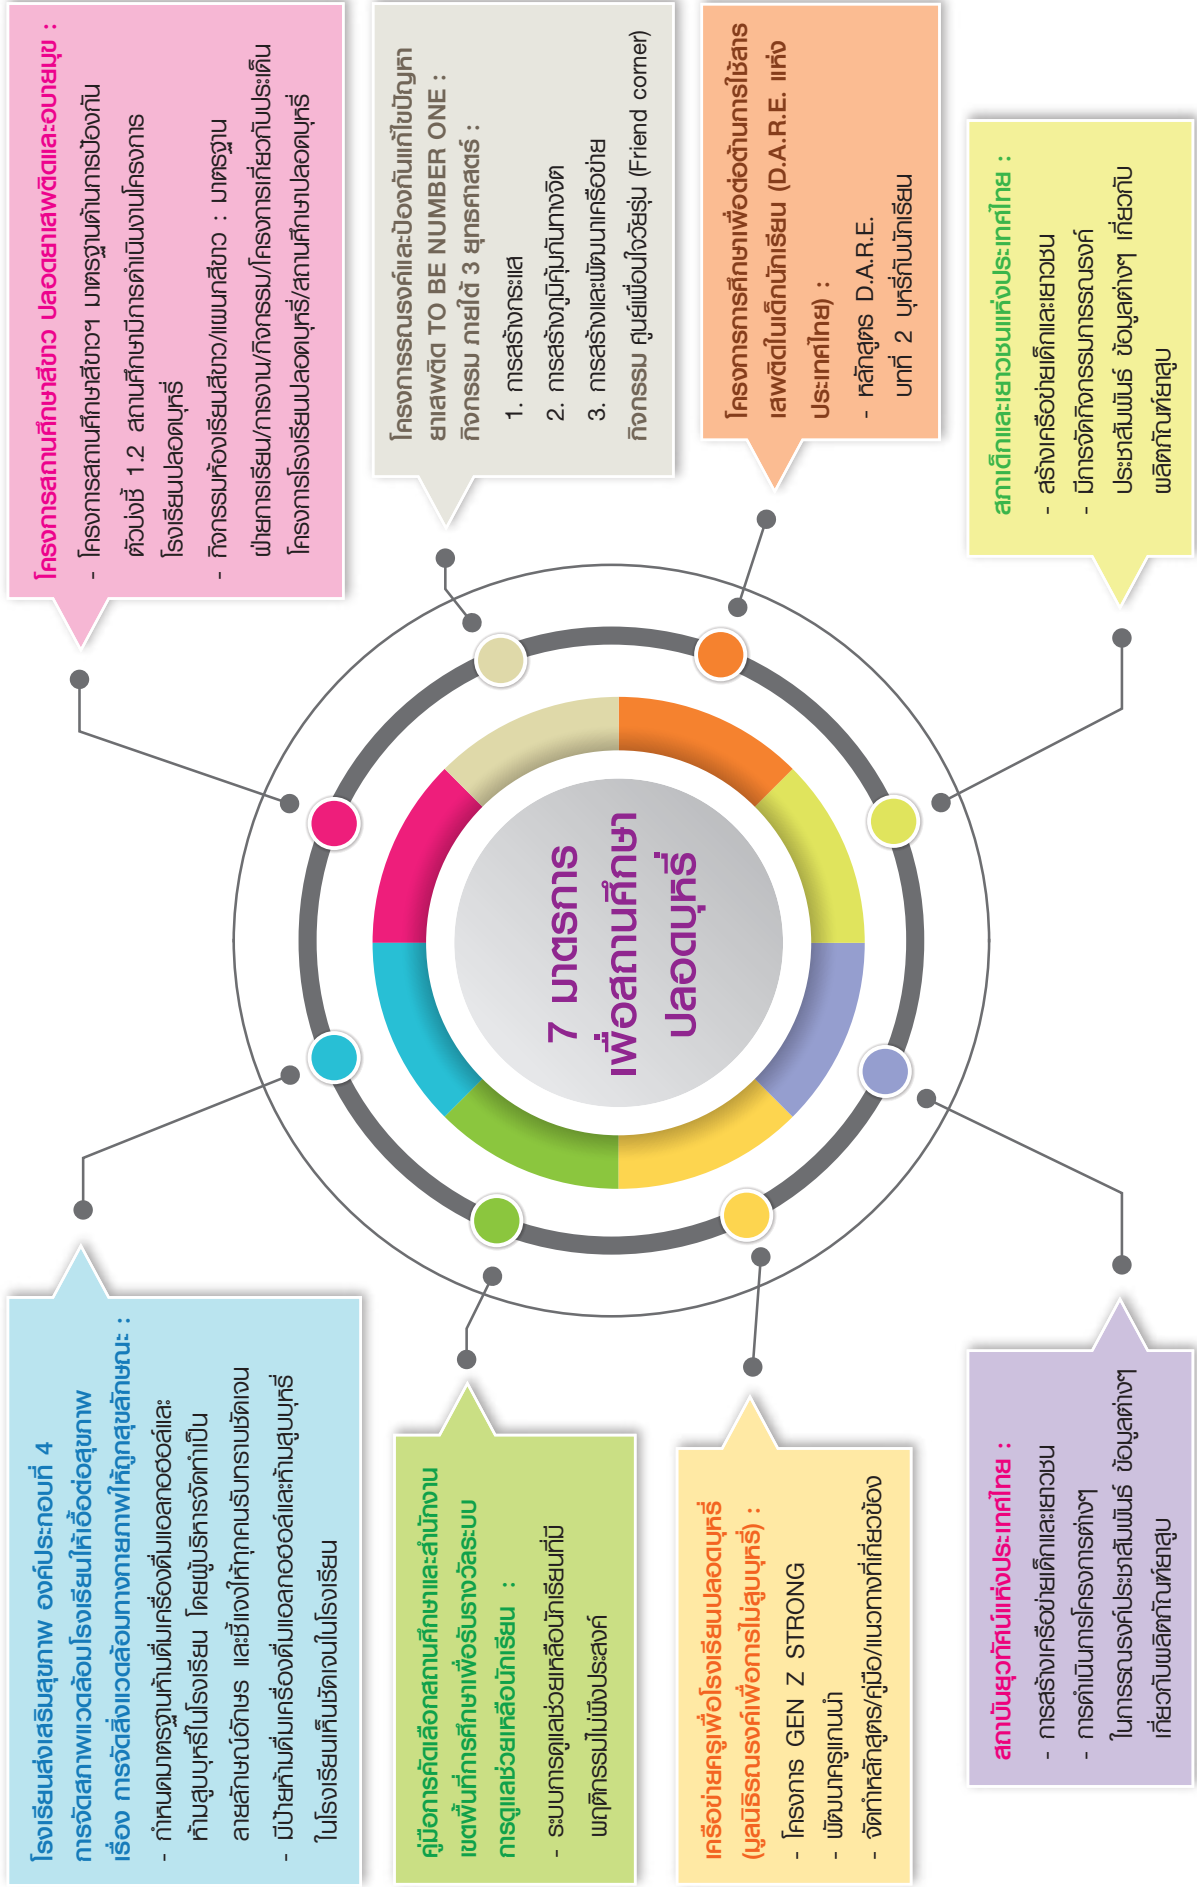 โรงเรียนส่งเสริมสุขภาพ องค์ประกอบที่ 4
การจัดสภาพแวดล้อมโรงเรียนให้เอื้อต่อสุขภาพ
เรื่อง การจัดสิ่งแวดล้อมทางกายภาพให้ถูกสุขลักษณะ :
- กำหนดมาตรฐานห้ามดื่มเครื่องดื่มแอลกอฮอล์และ
ห้ามสูบบุหรี่ในโรงเรียน โดยผู้บริหารจัดทำเป็น
ลายลักษณ์อักษร และชี้แจงให้ทุกคนรับทราบชัดเจน
- มีป้ายห้ามดื่มเครื่องดื่มแอลกอฮอล์และห้ามสูบบุหรี่
ในโรงเรียนเห็นชัดเจนในโรงเรียน
โครงการสถานศึกษาสีขาว ปลอดยาเสพติดและอบายมุข :
- โครงการสถานศึกษาสีขาวฯ มาตรฐานด้านการป้องกัน
ตัวบ่งชี้ 1.2 สถานศึกษามีการดำเนินงานโครงการ
โรงเรียนปลอดบุหรี่
- กิจกรรมห้องเรียนสีขาว/แผนกสีขาว : มาตรฐาน
ฝ่ายการเรียน/การงาน/กิจกรรม/โครงการเกี่ยวกับประเด็น
โครงการโรงเรียนปลอดบุหรี่/สถานศึกษาปลอดบุหรี่
คู่มือการคัดเลือกสถานศึกษาและสำนักงาน
เขตพื้นที่การศึกษาเพื่อรับรางวัลระบบ
การดูแลช่วยเหลือนักเรียน :
- ระบบการดูแลช่วยเหลือนักเรียนที่มี
พฤติกรรมไม่พึงประสงค์
โครงการรณรงค์และป้องกันแก้ไขปัญหา
ยาเสพติด TO BE NUMBER ONE :
กิจกรรม ภายใต้ 3 ยุทธศาสตร์ :
1. การสร้างกระแส
2. การสร้างภูมิคุ้มกันทางจิต
3. การสร้างและพัฒนาเครือข่าย
กิจกรรม ศูนย์เพื่อนใจวัยรุ่น (Friend corner)
7 มาตรการ
เพื่อสถานศึกษา
ปลอดบุหรี่
เครือข่ายครูเพื่อโรงเรียนปลอดบุหรี่
(มูลนิธิรณรงค์เพื่อการไม่สูบบุหรี่) :
- โครงการ GEN Z STRONG
- พัฒนาครูแกนนำ
- จัดทำหลักสูตร/คู่มือ/แนวทางที่เกี่ยวข้อง
โครงการการศึกษาเพื่อต่อต้านการใช้สาร
เสพติดในเด็กนักเรียน (D.A.R.E. แห่ง
ประเทศไทย) :
- หลักสูตร D.A.R.E.
บทที่ 2 บุหรี่กับนักเรียน
สถาบันยุวทัศน์แห่งประเทศไทย :
- การสร้างเครือข่ายเด็กและเยาวชน
- การดำเนินการโครงการต่างๆ
ในการรณรงค์ประชาสัมพันธ์ ข้อมูลต่างๆ
เกี่ยวกับผลิตภัณฑ์ยาสูบ
สภาเด็กและเยาวชนแห่งประเทศไทย :
- สร้างเครือข่ายเด็กและเยาวชน
- มีการจัดกิจกรรมการรณรงค์
ประชาสัมพันธ์ ข้อมูลต่างๆ เกี่ยวกับ
ผลิตภัณฑ์ยาสูบ